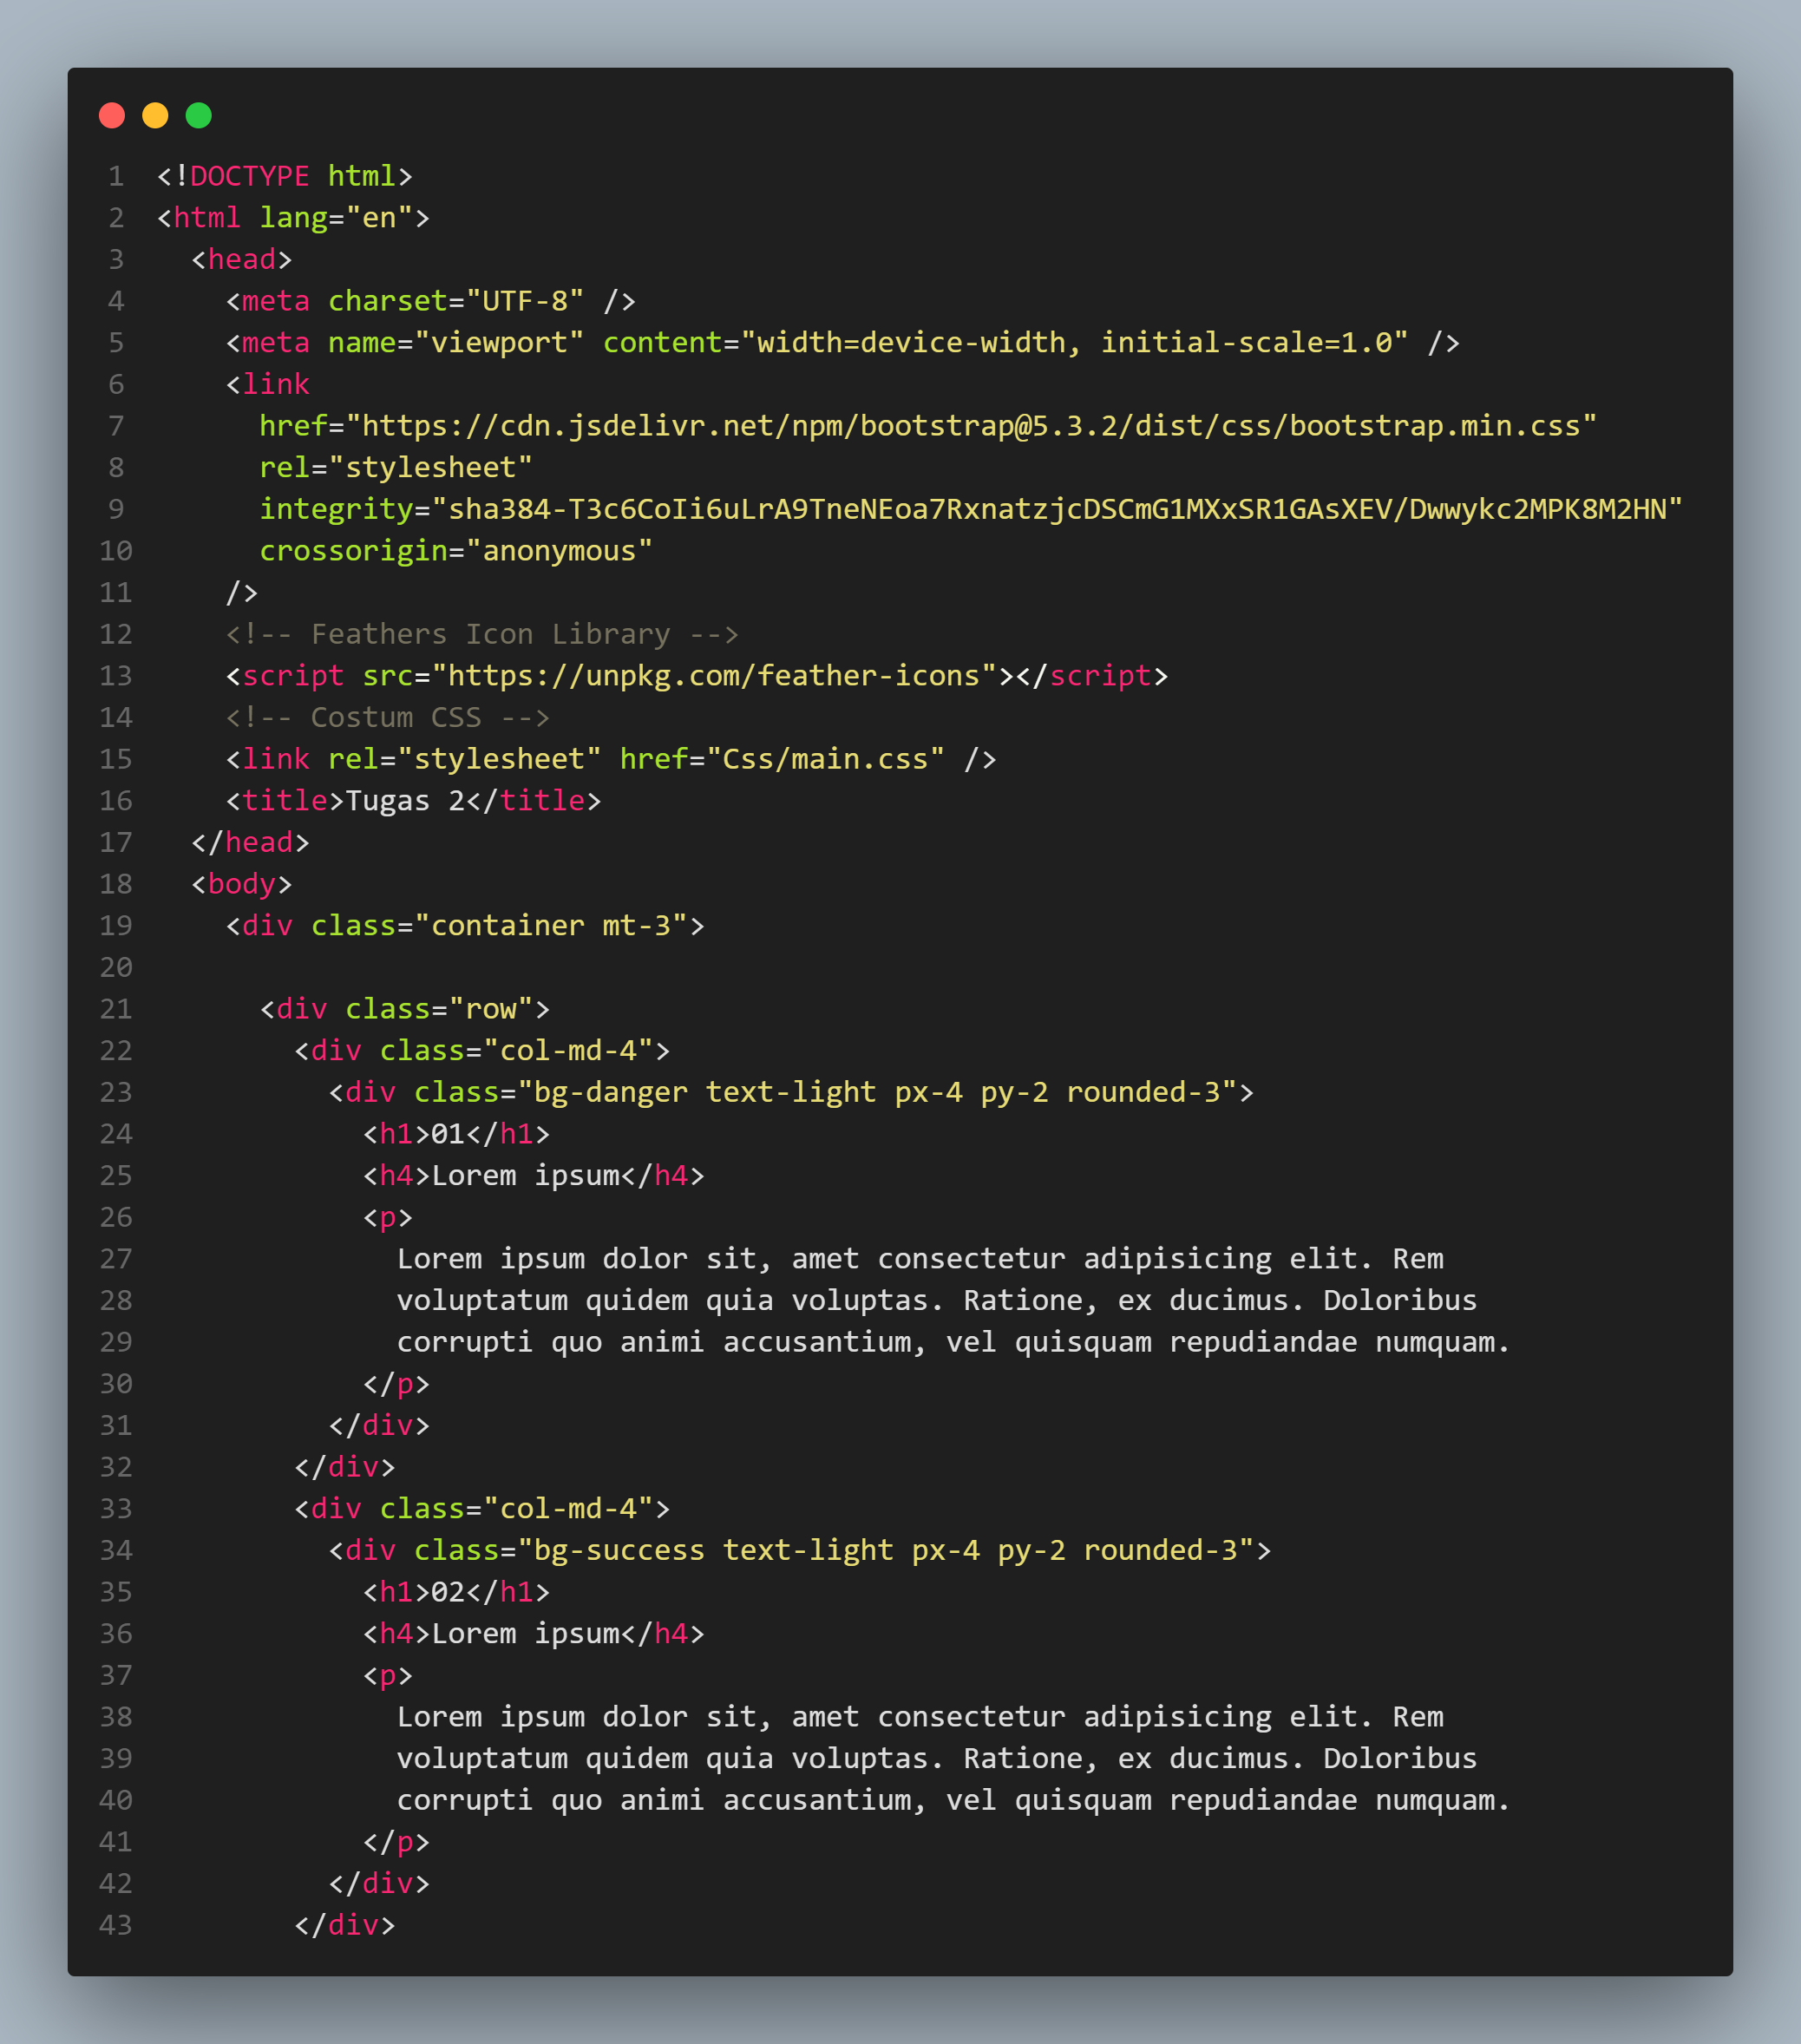 1 <!DOCTYPE html>
2 <html lang="en">
3   <head>
4     <meta charset="UTF-8" />
5     <meta name="viewport" content="width=device-width, initial-scale=1.0" />
6     <link
7       href="https://cdn.jsdelivr.net/npm/bootstrap@5.3.2/dist/css/bootstrap.min.css"
8       rel="stylesheet"
9       integrity="sha384-T3c6CoIi6uLrA9TneNEoa7RxnatzjcDSCmG1MXxSR1GAsXEV/Dwwykc2MPK8M2HN"
10       crossorigin="anonymous"
11     />
12     <!-- Feathers Icon Library -->
13     <script src="https://unpkg.com/feather-icons"></script>
14     <!-- Costum CSS -->
15     <link rel="stylesheet" href="Css/main.css" />
16     <title>Tugas 2</title>
17   </head>
18   <body>
19     <div class="container mt-3">
20
21       <div class="row">
22         <div class="col-md-4">
23           <div class="bg-danger text-light px-4 py-2 rounded-3">
24             <h1>01</h1>
25             <h4>Lorem ipsum</h4>
26             <p>
27               Lorem ipsum dolor sit, amet consectetur adipisicing elit. Rem
28               voluptatum quidem quia voluptas. Ratione, ex ducimus. Doloribus
29               corrupti quo animi accusantium, vel quisquam repudiandae numquam.
30             </p>
31           </div>
32         </div>
33         <div class="col-md-4">
34           <div class="bg-success text-light px-4 py-2 rounded-3">
35             <h1>02</h1>
36             <h4>Lorem ipsum</h4>
37             <p>
38               Lorem ipsum dolor sit, amet consectetur adipisicing elit. Rem
39               voluptatum quidem quia voluptas. Ratione, ex ducimus. Doloribus
40               corrupti quo animi accusantium, vel quisquam repudiandae numquam.
41             </p>
42           </div>
43         </div>